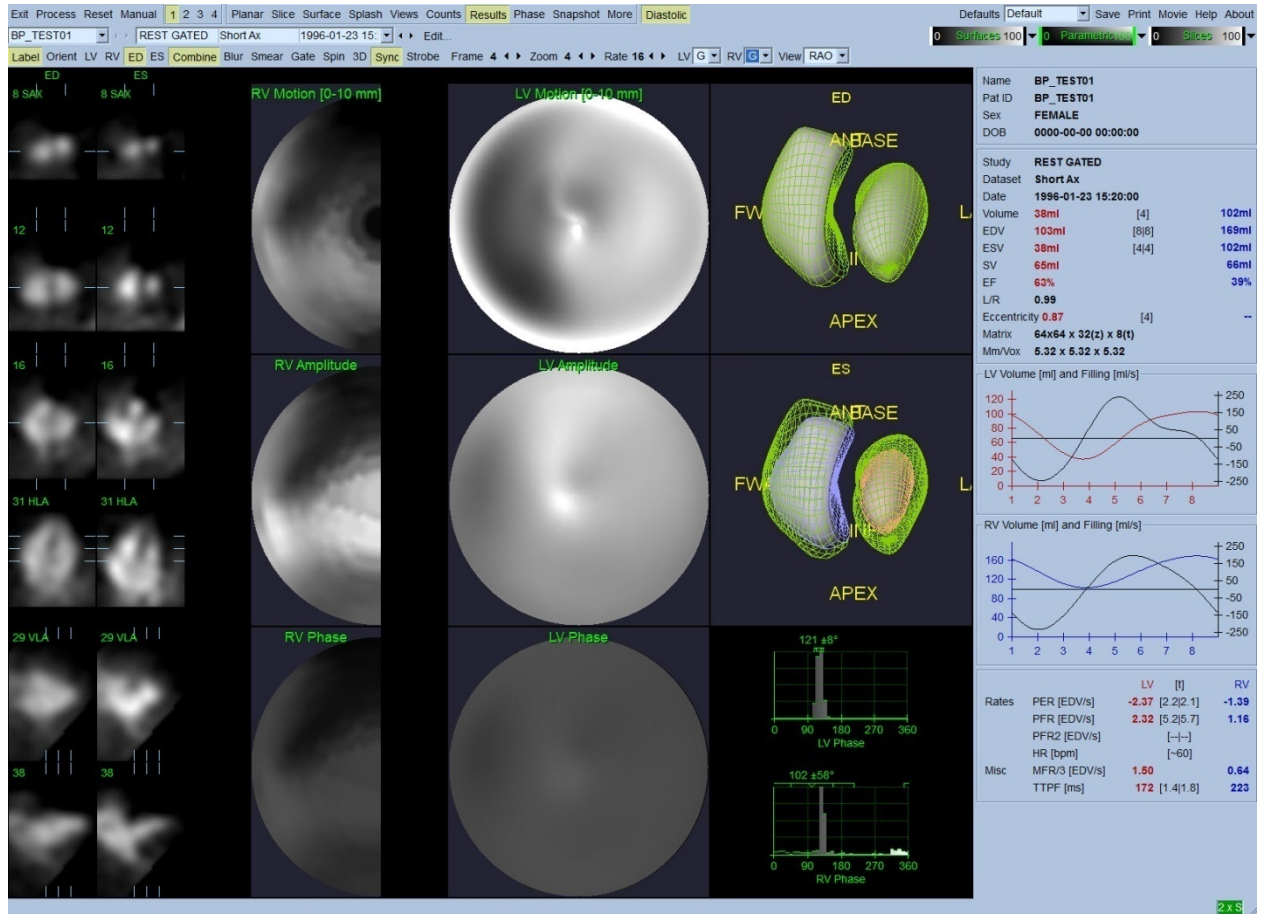 Exit Process Reset Manual 1 2 3 4 Planar Slice Surface Splash Views Counts Results Phase Snapshot More Diastolic Defaults Default Save Print Movie Help About
BP_TEST01 REST GATED Short Ax 1996-01-23 15: Edit... 0 Surfaces 100 0 Parametric 0 Slices 100
Label Orient LV RV ED ES Combine Blur Smear Gate Spin 3D Sync Strobe Frame 4 Zoom 4 Rate 16 LV G RV G View RAO
ED ES
8 SAX 8 SAX
12 12
16 16
31 HLA 31 HLA
29 VLA 29 VLA
38 38
RV Motion [0-10 mm]
LV Motion [0-10 mm]
RV Amplitude
LV Amplitude
RV Phase
LV Phase
ED
ANT BASE
FW
APEX
ES
ANT BASE
FW
APEX
121 ±8°
0 90 180 270 360
LV Phase
102 ±58°
0 90 180 270 360
RV Phase
Name BP_TEST01
Pat ID BP_TEST01
Sex FEMALE
DOB 0000-00-00 00:00:00
Study REST GATED
Dataset Short Ax
Date 1996-01-23 15:20:00
Volume 38ml [4] 102ml
EDV 103ml [8|8] 169ml
ESV 38ml [4|4] 102ml
SV 65ml 66ml
EF 63% 39%
L/R 0.99
Eccentricity 0.87 [4] --
Matrix 64x64 x 32(z) x 8(t)
Mm/Vox 5.32 x 5.32 x 5.32
LV Volume [ml] and Filling [ml/s]
120
100
80
60
40
20
0
250
150
50
-50
-150
-250
1 2 3 4 5 6 7 8
RV Volume [ml] and Filling [ml/s]
160
120
80
40
0
250
150
50
-50
-150
-250
1 2 3 4 5 6 7 8
LV [t] RV
Rates PER [EDV/s] -2.37 [2.2|2.1] -1.39
PFR [EDV/s] 2.32 [5.2|5.7] 1.16
PFR2 [EDV/s] [--|--]
HR [bpm] [~60]
Misc MFR/3 [EDV/s] 1.50 0.64
TTPF [ms] 172 [1.4|1.8] 223
2 x S